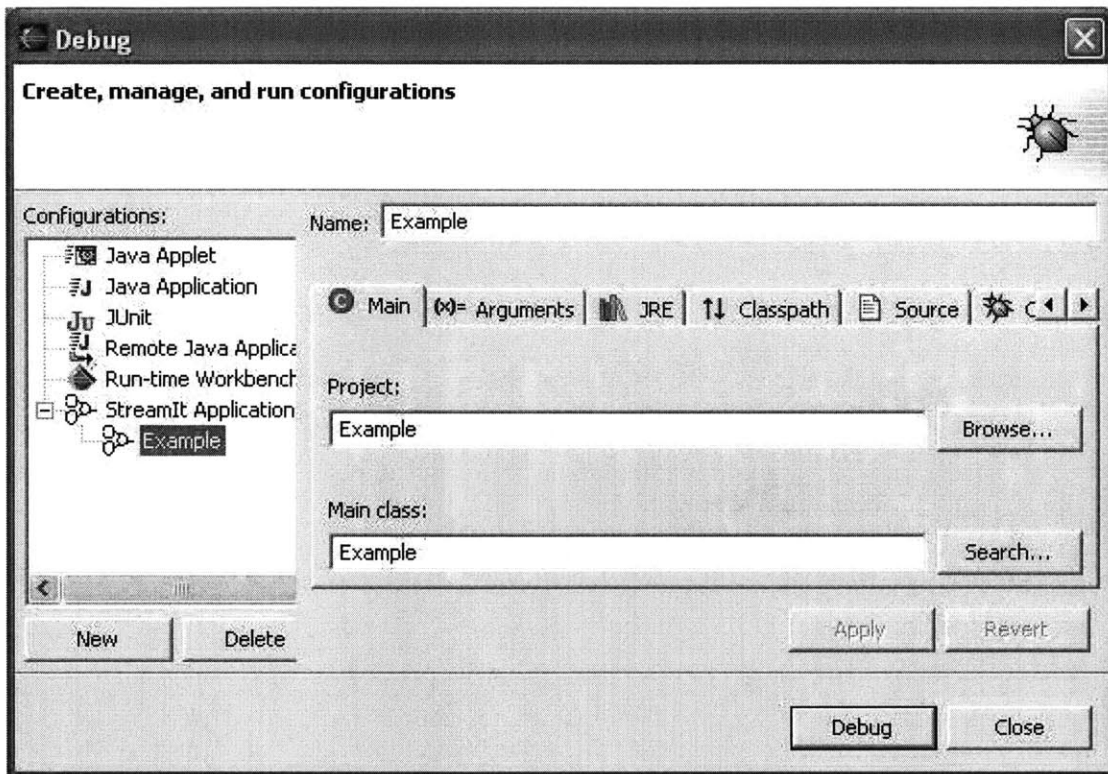 Debug
Create, manage, and run configurations
Configurations:
Java Applet
Java Application
JUnit
Remote Java Applica
Run-time Workbench
StreamIt Application
Example
New
Delete
Name:
Example
Main
(x)= Arguments
JRE
Classpath
Source
C
Project:
Example
Browse...
Main class:
Example
Search...
Apply
Revert
Debug
Close